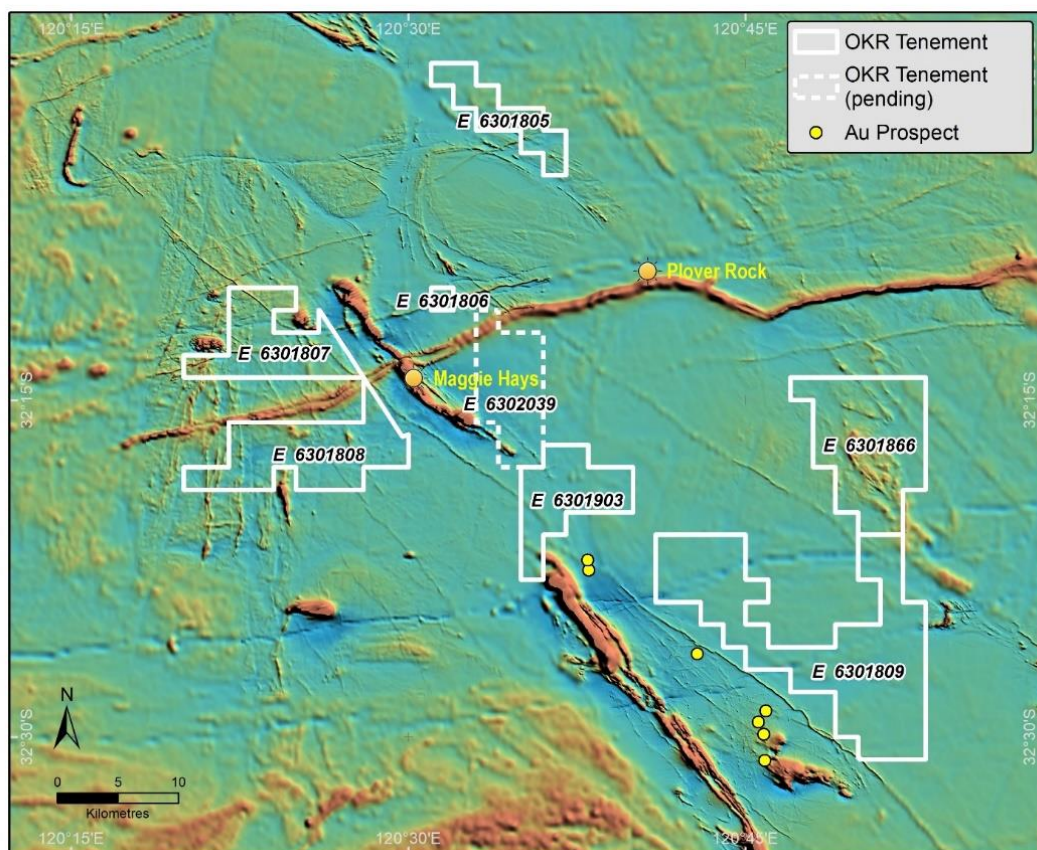 120°15'E
120°30'E
120°45'E
OKR Tenement
OKR Tenement
(pending)
Au Prospect
E 6301805
Plover Rock
E 6301806
E 6301807
Maggie Hays
32°15'S
32°15'S
E 6302039
E 6301808
E 6301866
E 6301903
E 6301809
N
32°30'S
32°30'S
0 5 10
Kilometres
120°15'E
120°30'E
120°45'E